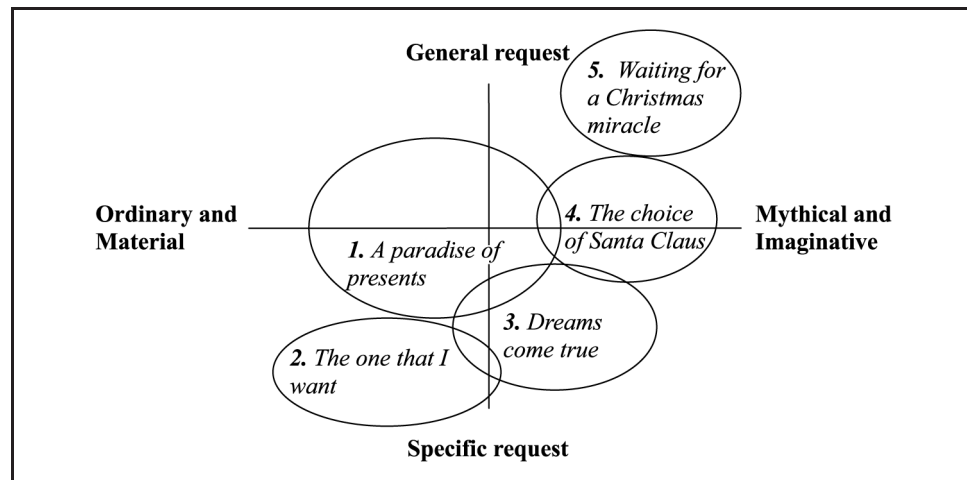 General request
5. Waiting for
a Christmas
miracle
Ordinary and
Material
4. The choice
of Santa Claus
Mythical and
Imaginative
1. A paradise of
presents
3. Dreams
come true
2. The one that I
want
Specific request